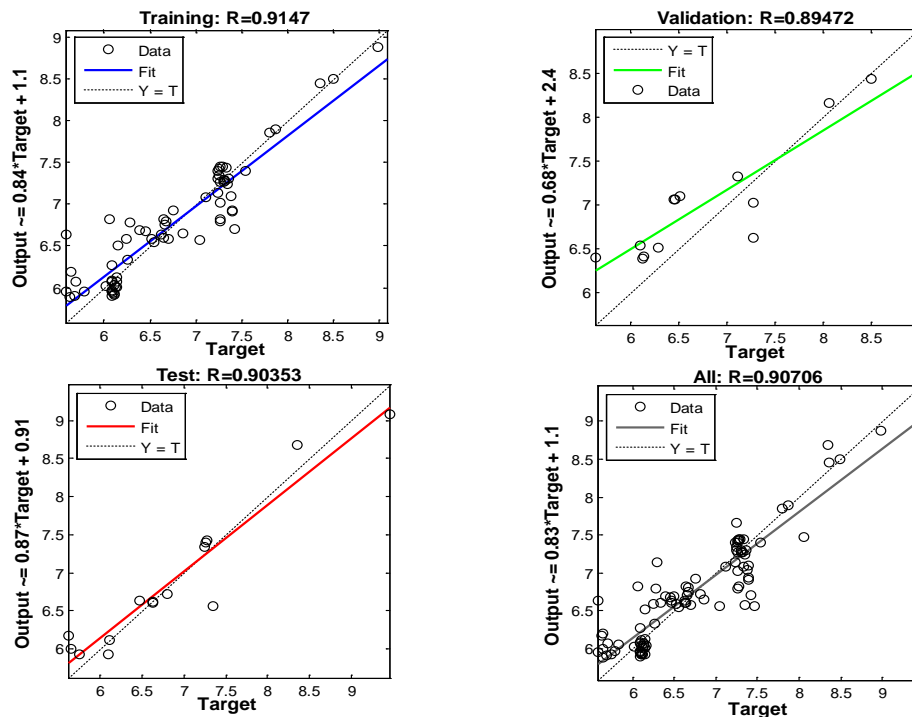 Training: R=0.9147
Output ~= 0.84*Target + 1.1
9
8.5
8
7.5
7
6.5
6
Data
Fit
Y = T
6 6.5 7 7.5 8 8.5 9
Target
Validation: R=0.89472
Output ~= 0.68*Target + 2.4
8.5
8
7.5
7
6.5
6
Y = T
Fit
Data
6 6.5 7 7.5 8 8.5
Target
Test: R=0.90353
Output ~= 0.87*Target + 0.91
9
8.5
8
7.5
7
6.5
6
Data
Fit
Y = T
6 6.5 7 7.5 8 8.5 9
Target
All: R=0.90706
Output ~= 0.83*Target + 1.1
9
8.5
8
7.5
7
6.5
6
Data
Fit
Y = T
6 6.5 7 7.5 8 8.5 9
Target